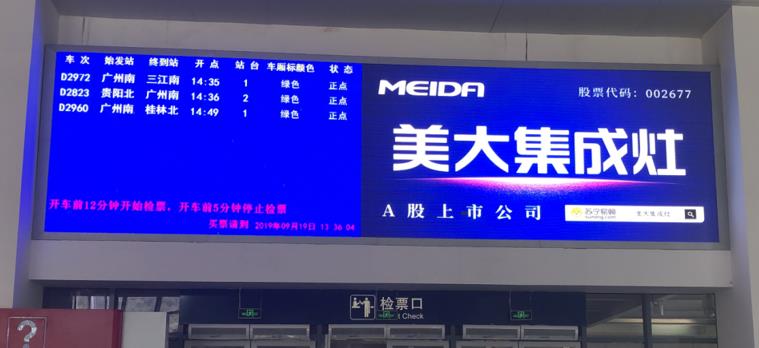 车次 始发站 终到站 开点 站台 车厢标颜色 状态
D2972 广州南 三江南 14:35 1 绿色 正点
D2823 贵阳北 广州南 14:36 2 绿色 正点
D2960 广州南 桂林北 14:49 1 绿色 正点
开车前12分钟开始检票，开车前5分钟停止检票
买票请到 2019年09月19日 13 36 04
MEIDA 股票代码：002677
美大集成灶
A股上市公司 苏宁易购 suning.com 美大集成灶
检票口
Check
?